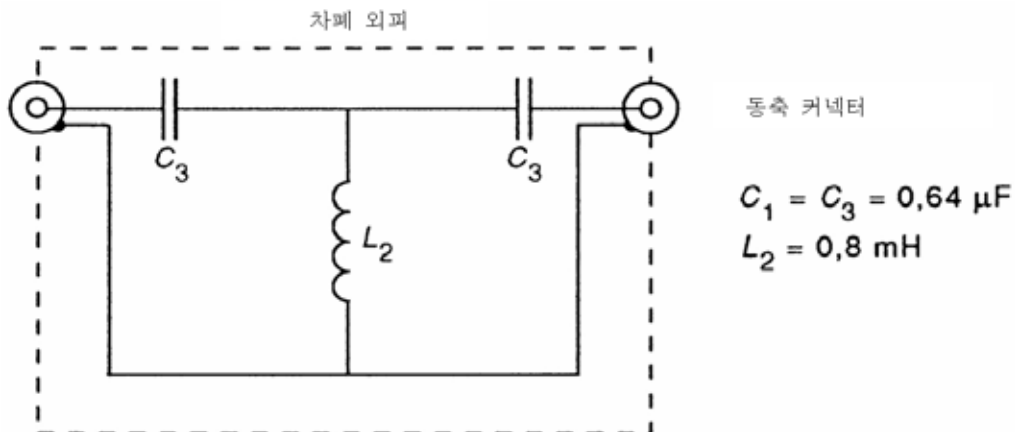 차폐 외피
동축 커넥터
C3
C3
L2
C1 = C3 = 0,64 μF
L2 = 0,8 mH